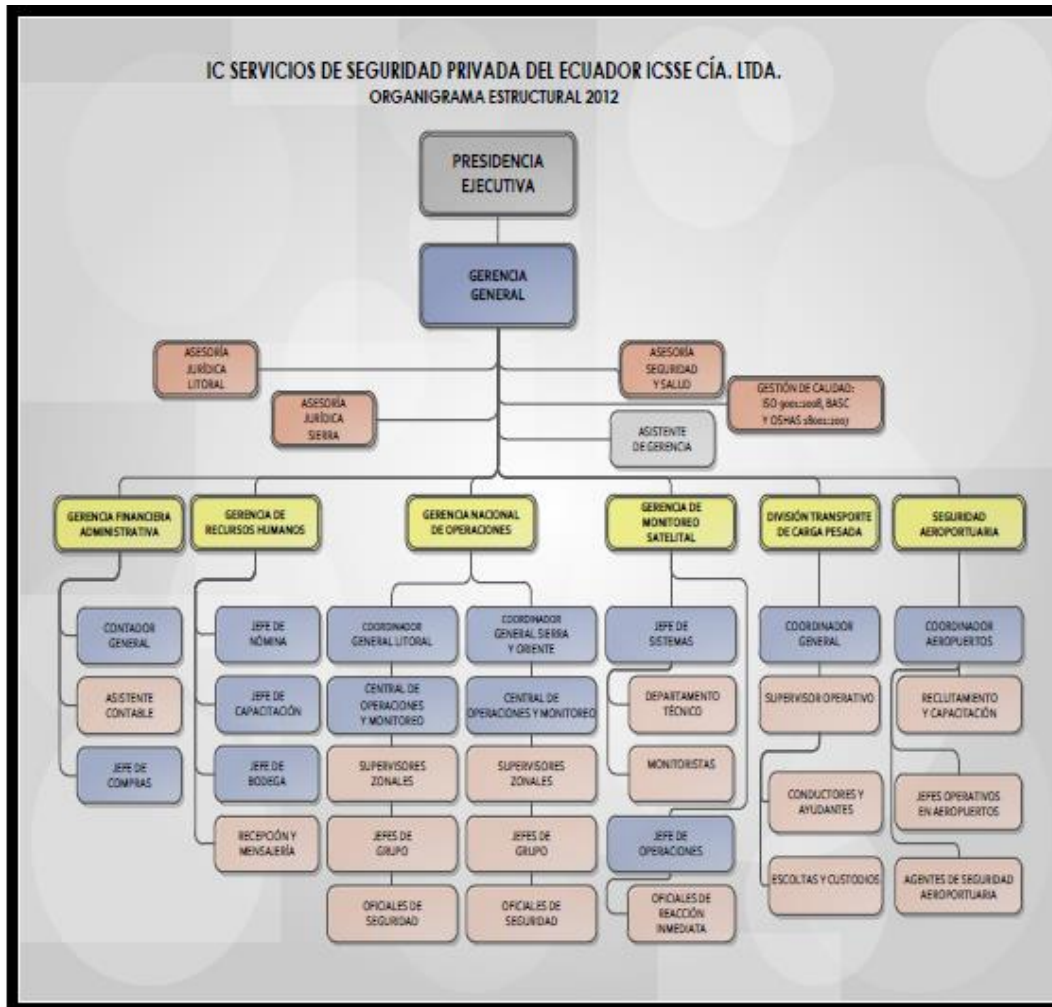 IC SERVICIOS DE SEGURIDAD PRIVADA DEL ECUADOR ICSSE CÍA. LTDA.
ORGANIGRAMA ESTRUCTURAL 2012
PRESIDENCIA
EJECUTIVA
GERENCIA
GENERAL
ASESORÍA
JURÍDICA
LITORAL
ASESORÍA
SEGURIDAD
Y SALUD
GESTIÓN DE CALIDAD:
ISO 9001:2008, BASC
Y OSHAS 18001:2007
ASESORÍA
JURÍDICA
SIERRA
ASISTENTE
DE GERENCIA
GERENCIA FINANCIERA
ADMINISTRATIVA
GERENCIA DE
RECURSOS HUMANOS
GERENCIA NACIONAL
DE OPERACIONES
GERENCIA DE
MONITOREO
SATELITAL
DIVISIÓN TRANSPORTE
DE CARGA PESADA
SEGURIDAD
AEROPORTUARIA
CONTADOR
GENERAL
JEFE DE
NÓMINA
COORDINADOR
GENERAL LITORAL
COORDINADOR
GENERAL SIERRA
Y ORIENTE
JEFE DE
SISTEMAS
COORDINADOR
GENERAL
COORDINADOR
AEROPUERTOS
ASISTENTE
CONTABLE
JEFE DE
CAPACITACIÓN
CENTRAL DE
OPERACIONES
Y MONITOREO
CENTRAL DE
OPERACIONES Y MONITOREO
DEPARTAMENTO
TÉCNICO
SUPERVISOR OPERATIVO
RECLUTAMIENTO
Y CAPACITACIÓN
JEFE DE
COMPRAS
JEFE DE
BODEGA
SUPERVISORES
ZONALES
SUPERVISORES
ZONALES
MONITORISTAS
CONDUCTORES Y
AYUDANTES
JEFES OPERATIVOS
EN AEROPUERTOS
RECEPCIÓN Y
MENSAJERÍA
JEFES DE
GRUPO
JEFES DE
GRUPO
JEFE DE
OPERACIONES
ESCOLTAS Y CUSTODIOS
AGENTES DE SEGURIDAD
AEROPORTUARIA
OFICIALES DE
SEGURIDAD
OFICIALES DE
SEGURIDAD
OFICIALES DE
REACCIÓN
INMEDIATA